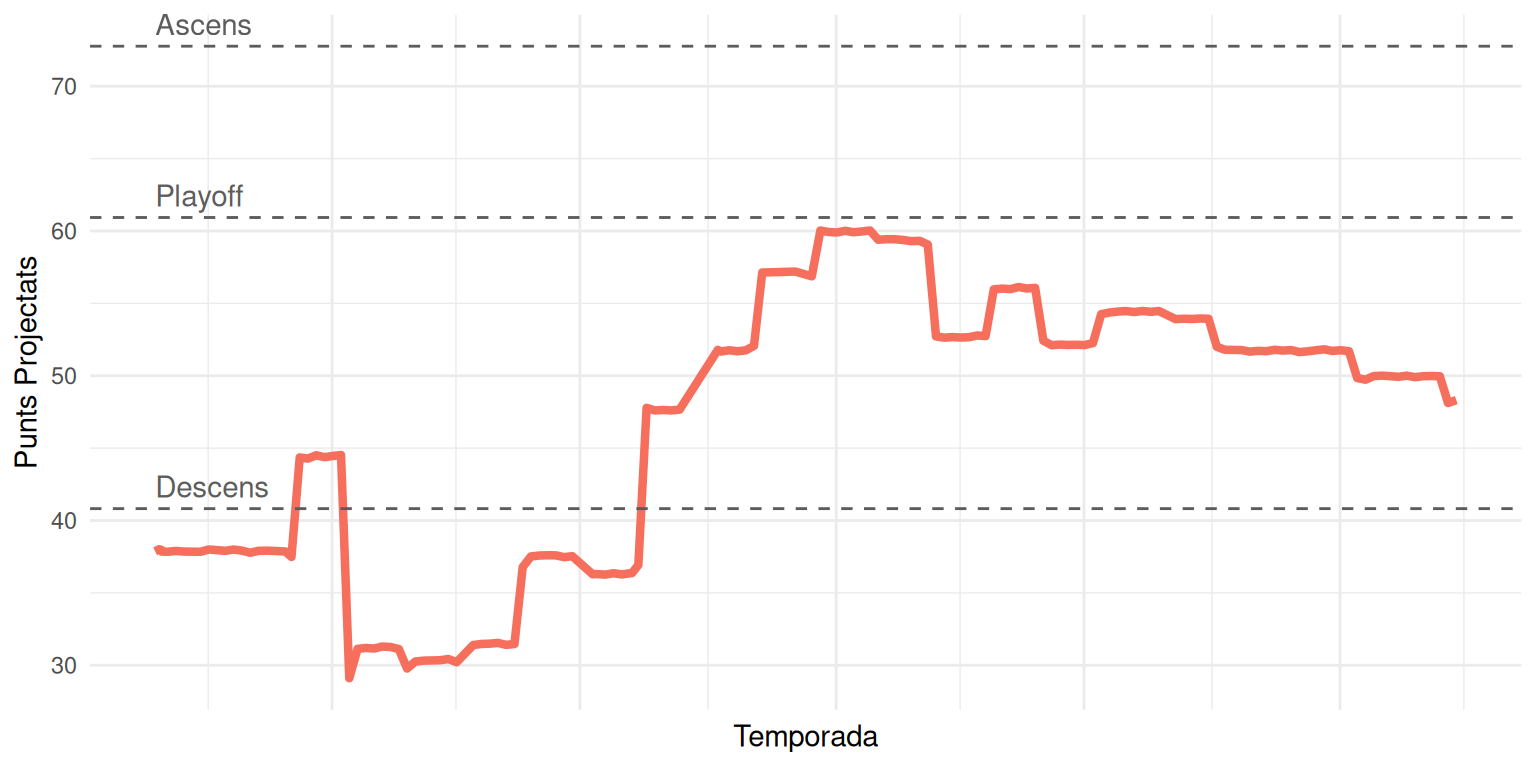 Ascens
70
Playoff
60
Punts Projectats
50
Descens
40
30
Temporada